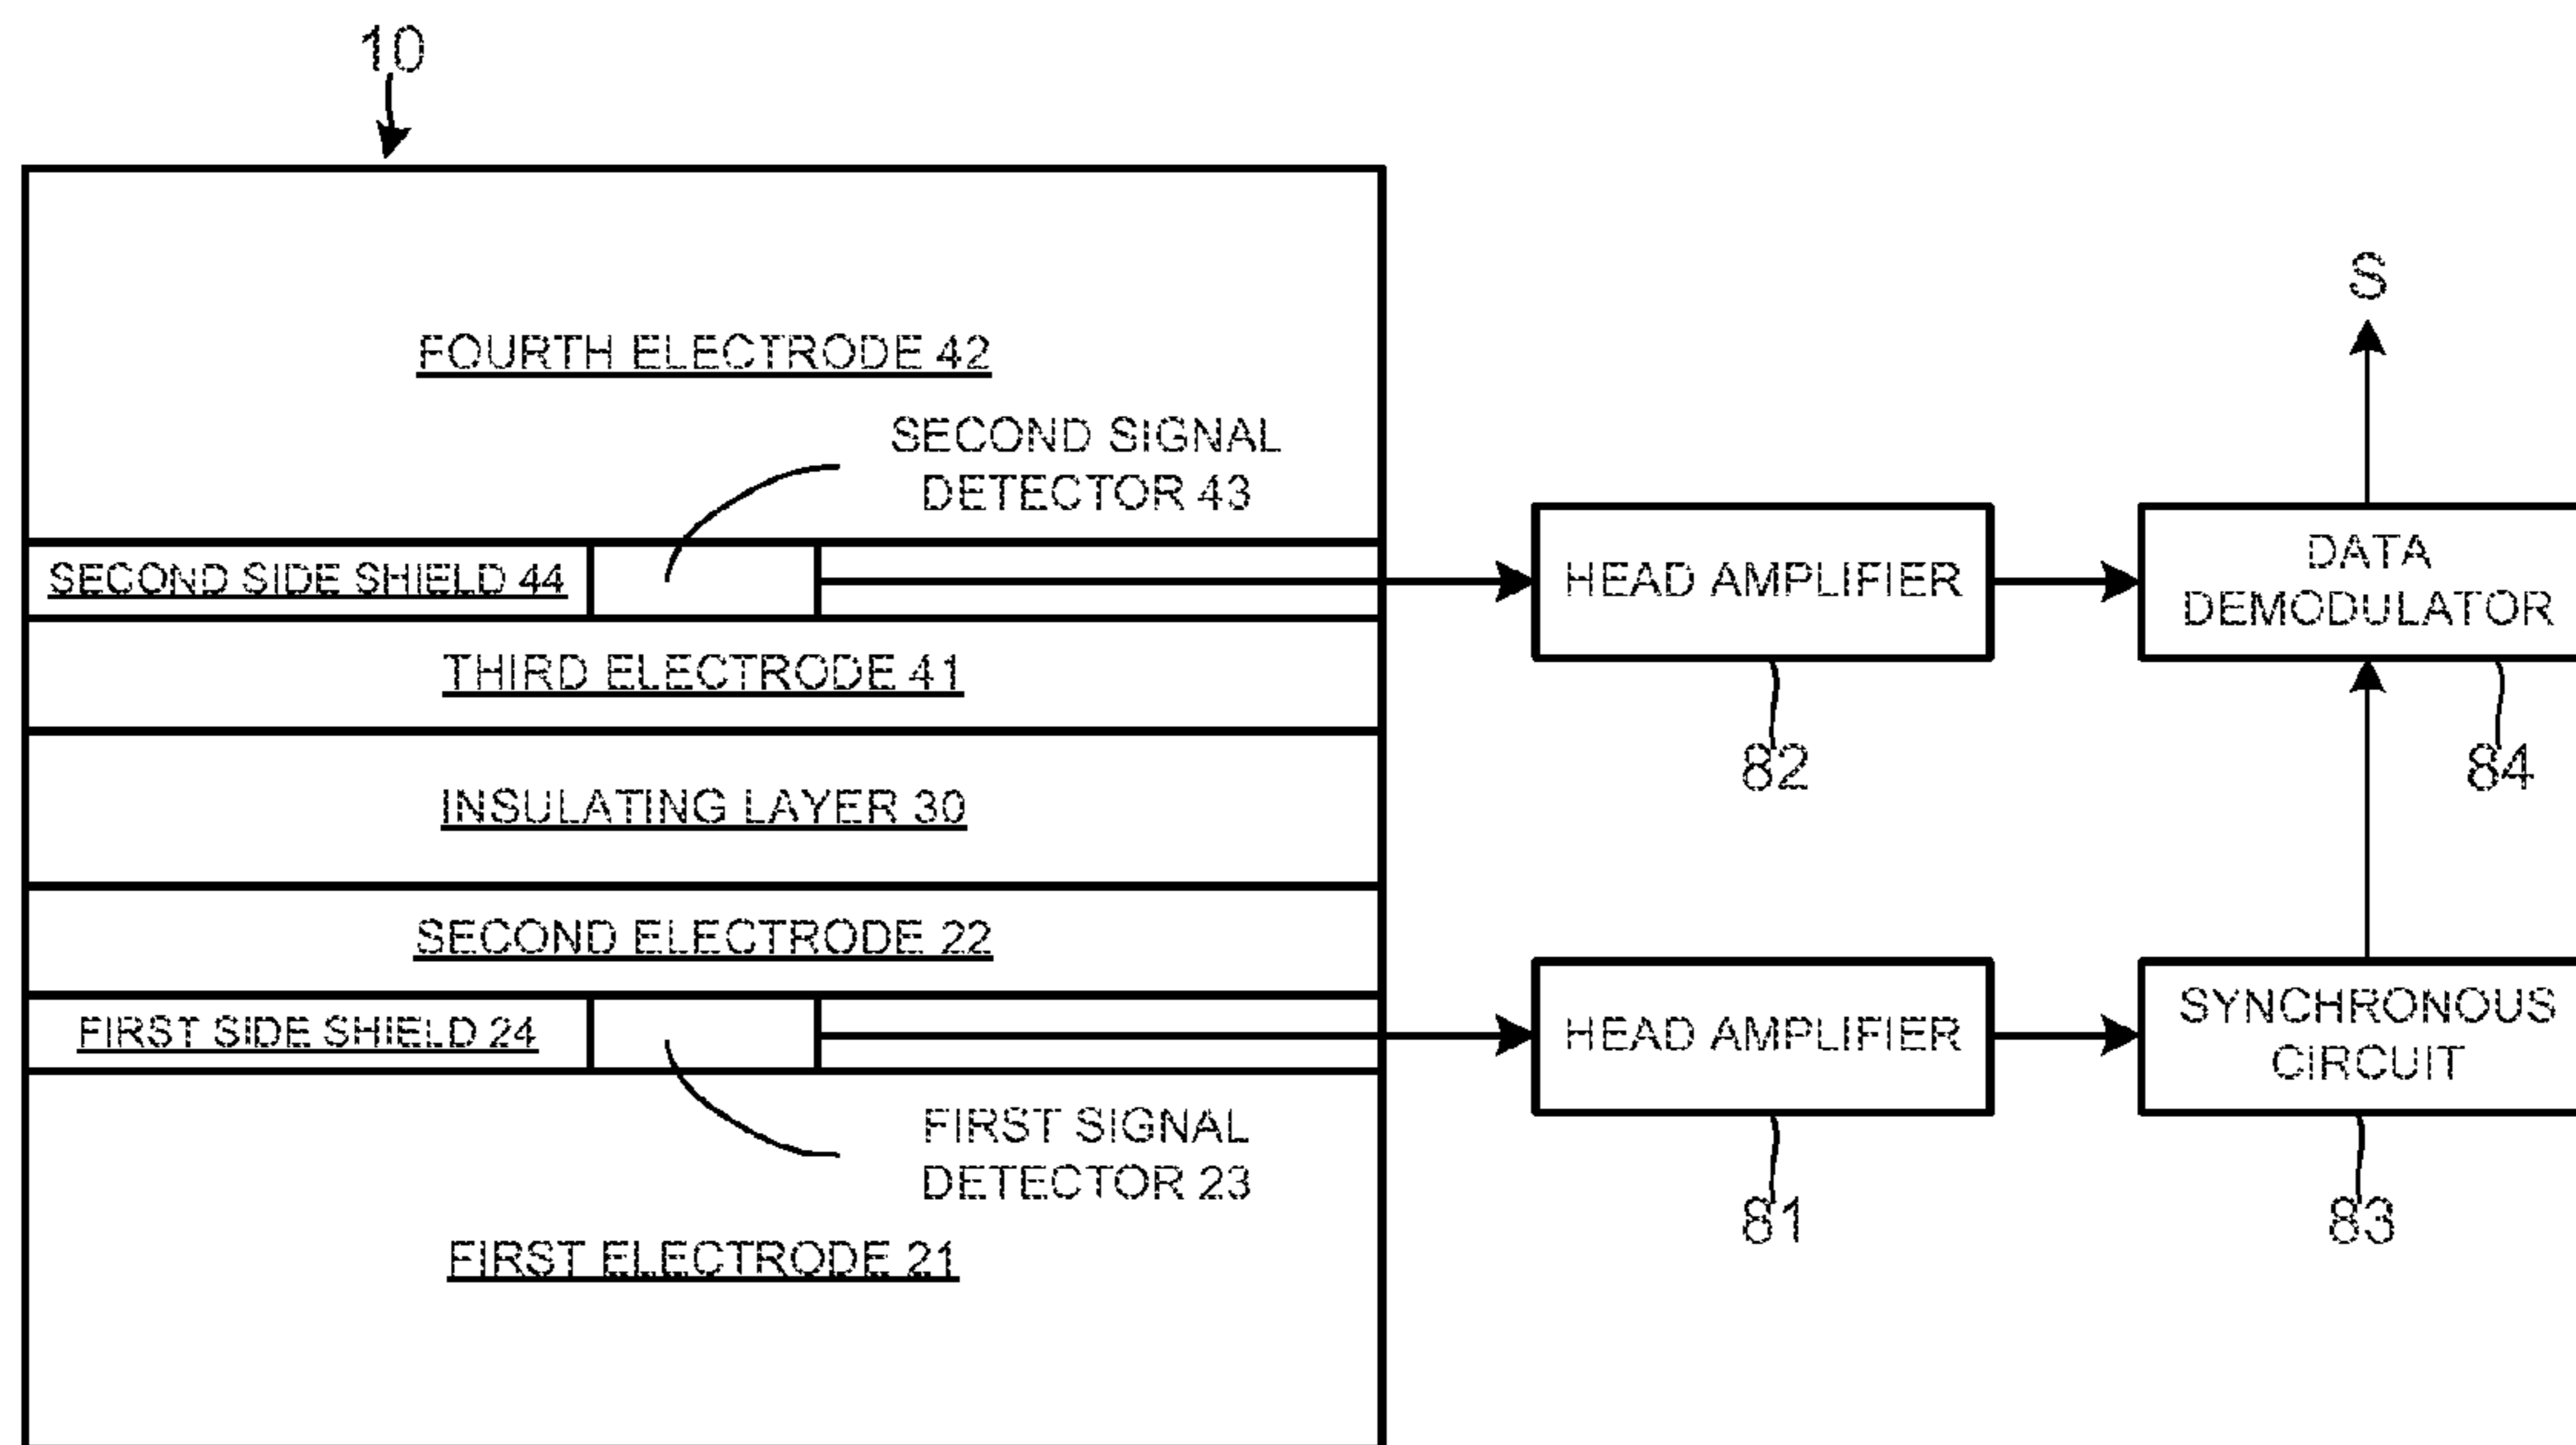 10
FOURTH ELECTRODE 42
SECOND SIGNAL
DETECTOR 43
SECOND SIDE SHIELD 44
THIRD ELECTRODE 41
INSULATING LAYER 30
SECOND ELECTRODE 22
FIRST SIDE SHIELD 24
FIRST SIGNAL
DETECTOR 23
FIRST ELECTRODE 21
S
HEAD AMPLIFIER
DATA
DEMODULATOR
82
84
HEAD AMPLIFIER
SYNCHRONOUS
CIRCUIT
81
83